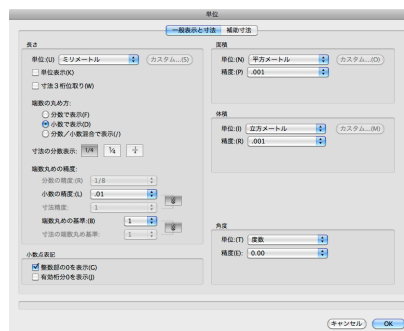 単位
一般表示と寸法 補助寸法
長さ
単位:(U) ミリメートル カスタム...(S)
単位表示(K)
寸法3桁位取り(W)
端数の丸め方:
分数で表示(F)
小数で表示(D)
分数/小数混合で表示(/)
寸法の分数表示: 1/4 1/4
端数丸めの精度:
分数の精度:(R) 1/8
小数の精度:(L) .01
寸法精度: 1
端数丸めの基準:(B) 1
寸法の端数丸め基準: 1
小数点表記
整数部の0を表示(C)
有効桁分0を表示(J)
面積
単位:(N) 平方メートル カスタム...(O)
精度:(P) .001
体積
単位:(I) 立方メートル カスタム...(M)
精度:(R) .001
角度
単位:(T) 度数
精度(E): 0.00
キャンセル OK